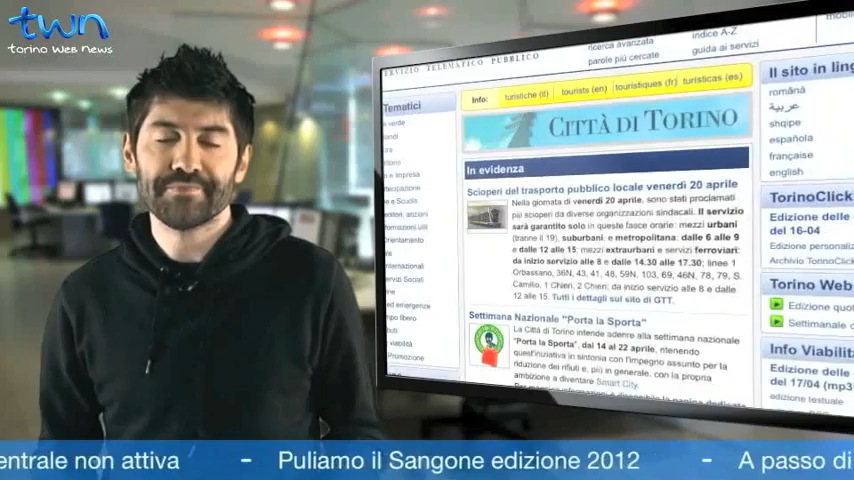 twn
torino web news
SERVIZIO TELEMATICO PUBBLICO
ricerca avanzata
parole più cercate
indice A-Z
guida ai servizi
Info: turistiche (it) tourists (en) touristiques (fr) turísticas (es)
CITTÀ DI TORINO
Tematici
e Scuola
In evidenza
Scioperi del trasporto pubblico locale venerdì 20 aprile
Nella giornata di venerdì 20 aprile, sono stati proclamati
più scioperi da diverse organizzazioni sindacali. Il servizio
sarà garantito solo in queste fasce orarie: mezzi urbani
(tranne il 19), suburbani, e metropolitana: dalle 6 alle 9
e dalle 12 alle 15; mezzi extraurbani e servizi ferroviari:
da inizio servizio alle 8 e dalle 14.30 alle 17.30; linee 1
Orbassano, 36N, 43, 41, 48, 59N, 103, 69, 46N, 78, 79, S.
Camillo, 1 Chieri, 2 Chieri: da inizio servizio alle 8 e dalle
12 alle 15. Tutti i dettagli sul sito di GTT.
Settimana Nazionale "Porta la Sporta"
La Città di Torino intende aderire alla settimana nazionale
"Porta la Sporta", dal 14 al 22 aprile, ritenendo
quest'iniziativa in sintonia con l'impegno assunto per la
riduzione dei rifiuti e, più in generale, con la propria
ambizione a diventare Smart City.
Il sito in ling
română
عربية
shqipe
española
française
english
TorinoClick
Edizione delle
del 16-04
Edizione personaliz
Archivio TorinoClick
Torino Web
Edizione quot
Settimanale c
Info Viabilit
Edizione delle
del 17/04 (mp3
edizione testuale
entrale non attiva - Puliamo il Sangone edizione 2012 - A passo di